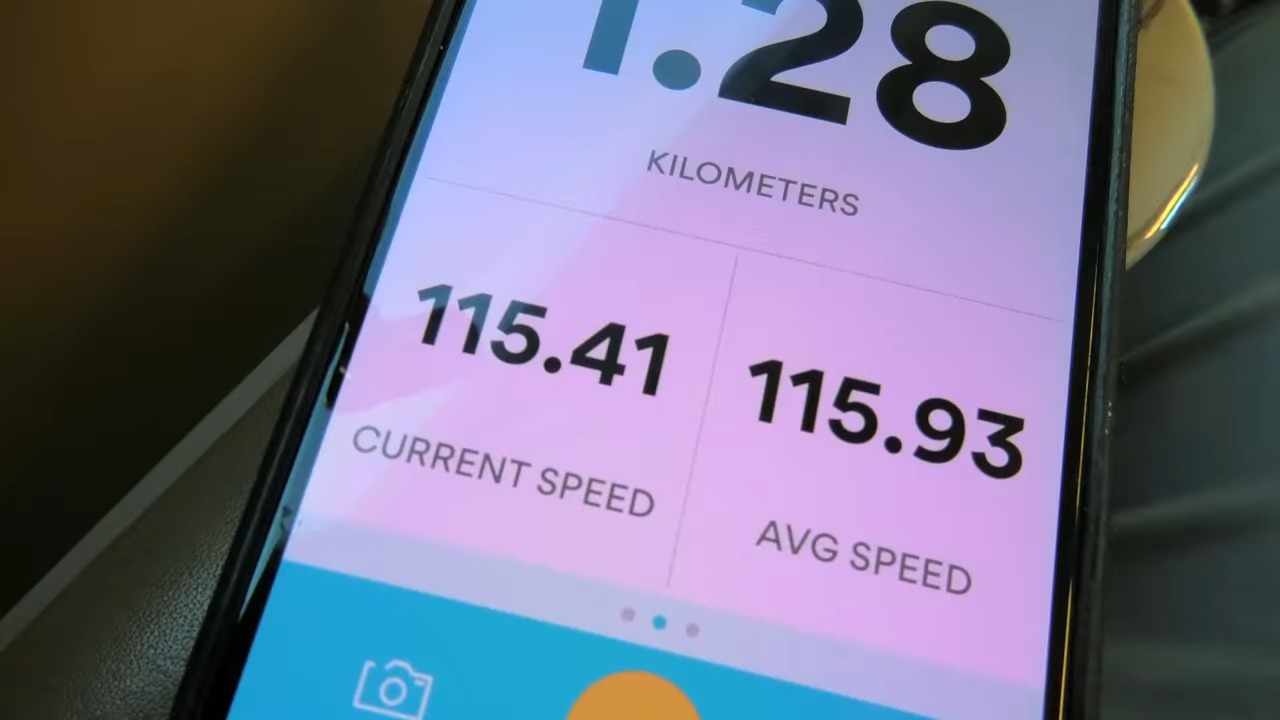 1.28
KILOMETERS
115.41
115.93
CURRENT SPEED
AVG SPEED